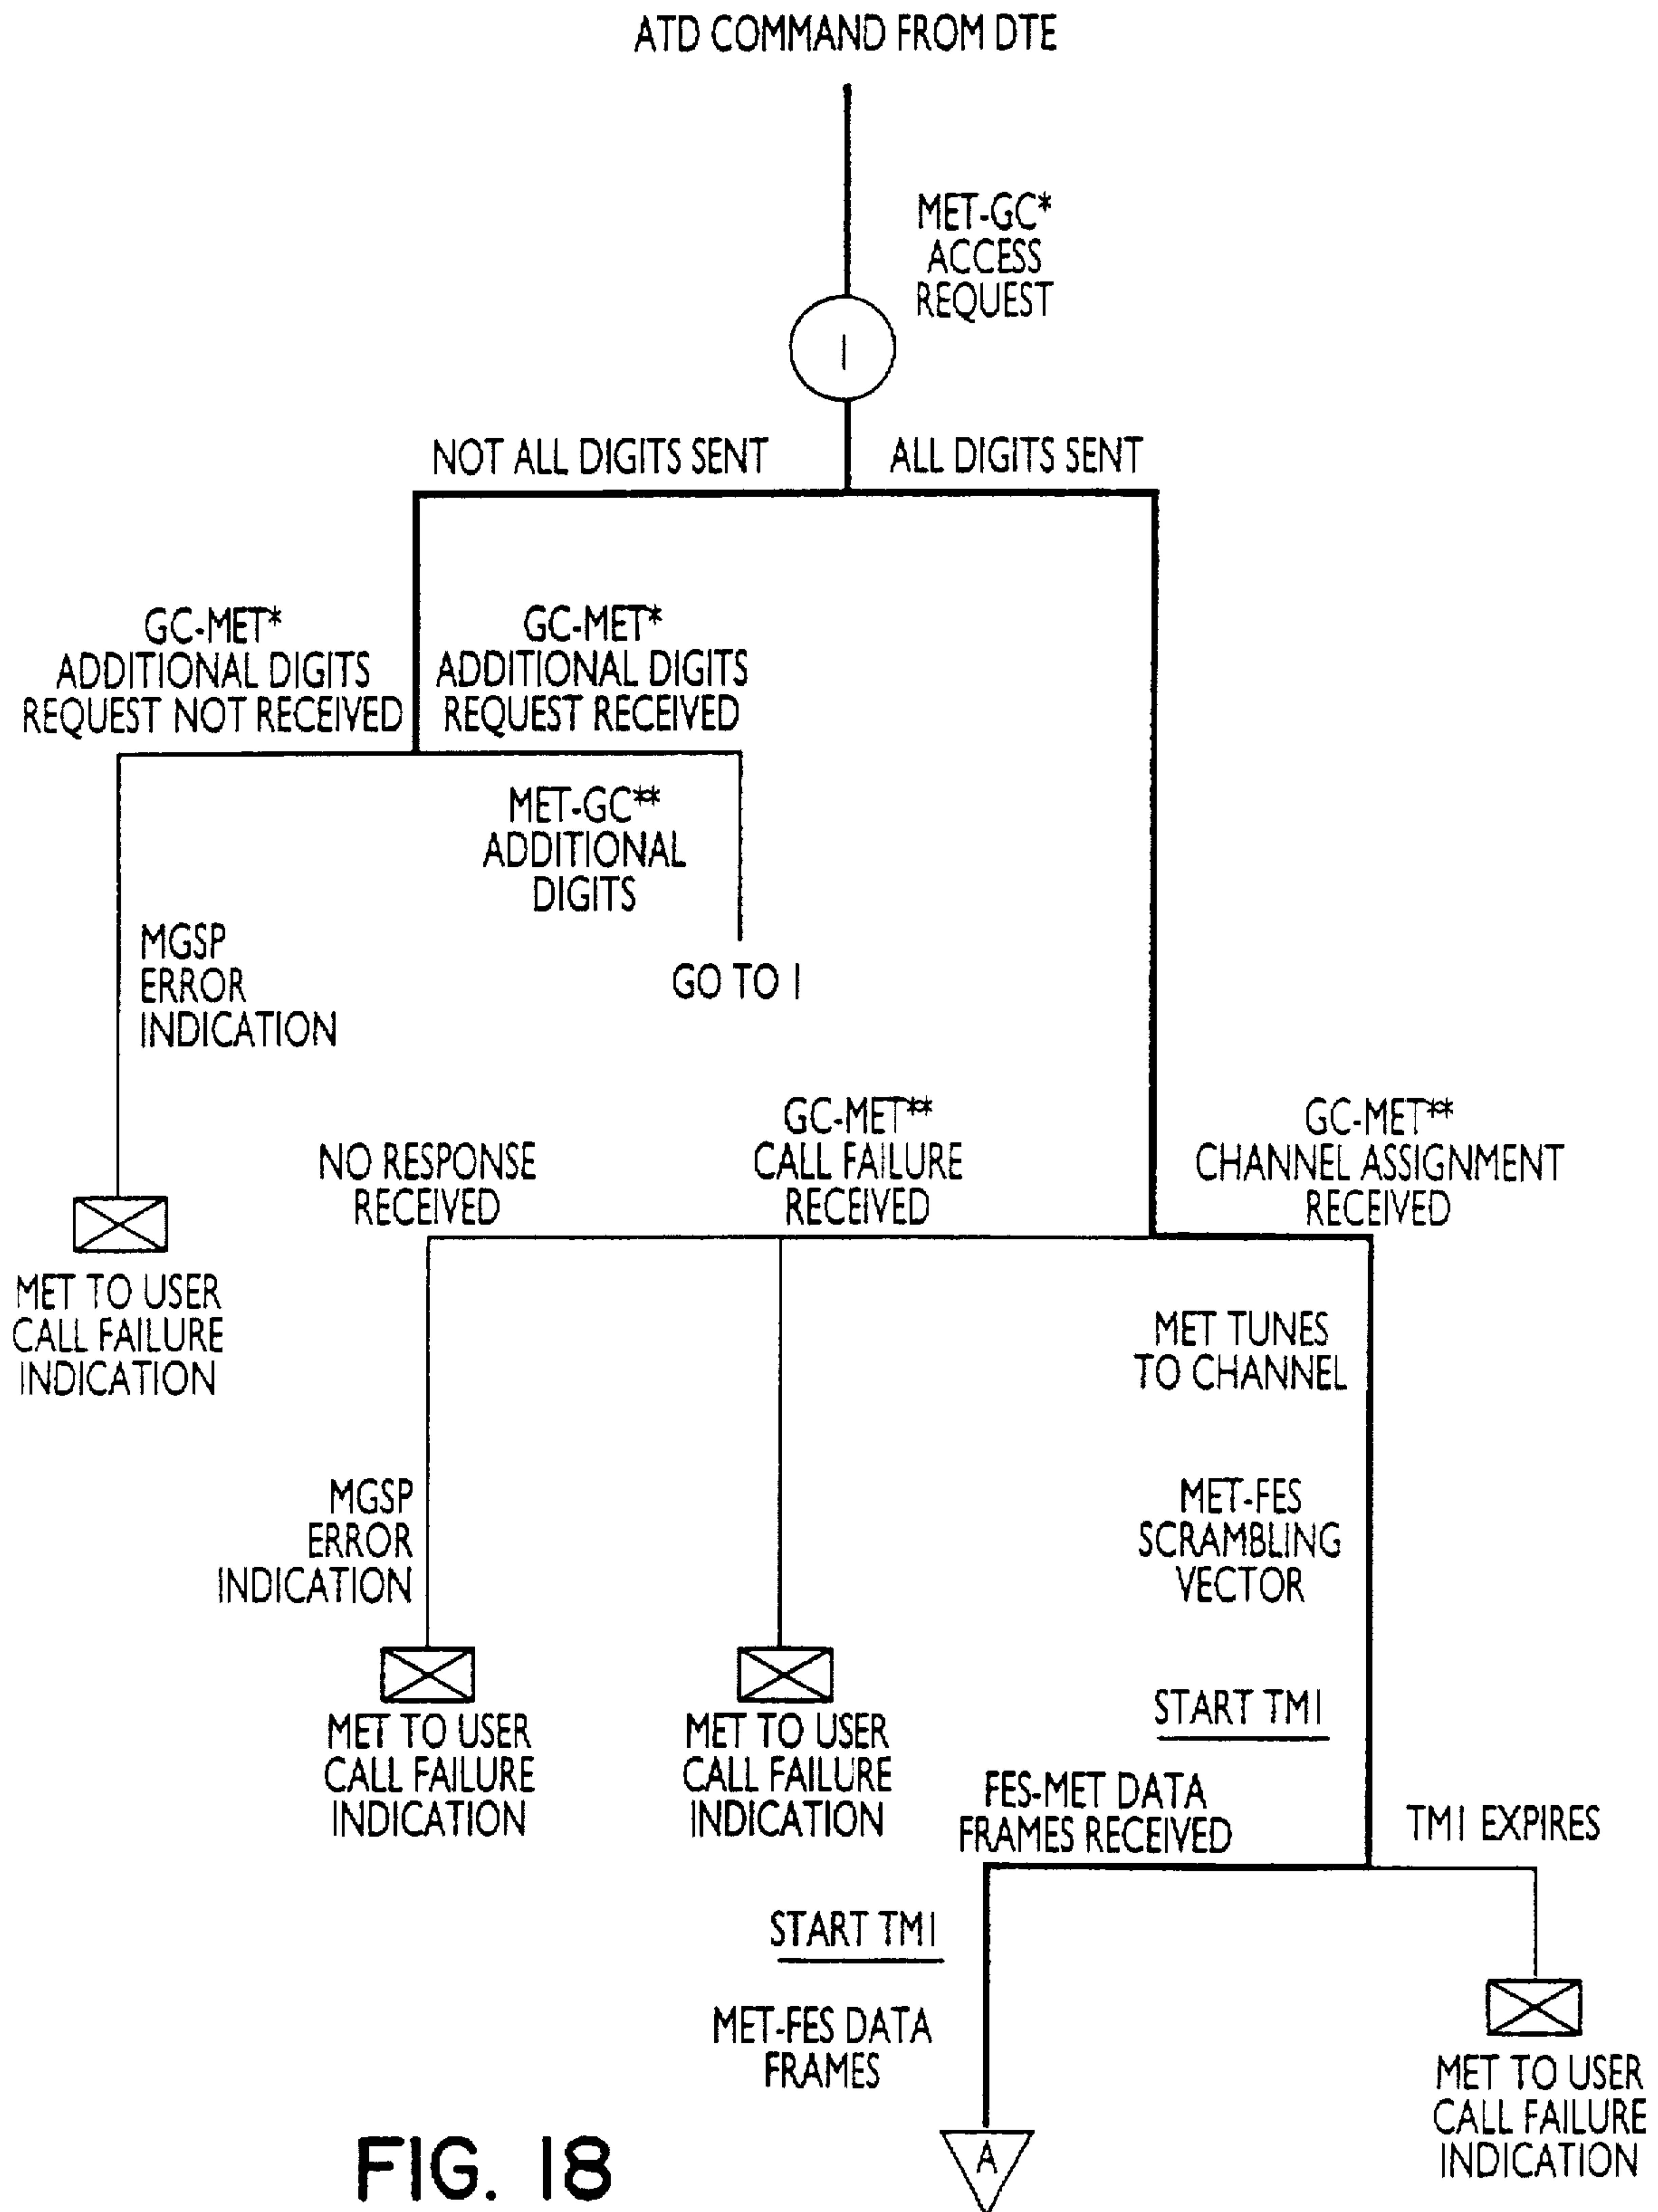 ATD COMMAND FROM DTE
MET-GC*
ACCESS
REQUEST
1
NOT ALL DIGITS SENT
ALL DIGITS SENT
GC-MET*
ADDITIONAL DIGITS
REQUEST NOT RECEIVED
GC-MET*
ADDITIONAL DIGITS
REQUEST RECEIVED
MET-GC**
ADDITIONAL
DIGITS
GO TO 1
MGSP
ERROR
INDICATION
MET TO USER
CALL FAILURE
INDICATION
NO RESPONSE
RECEIVED
GC-MET**
CALL FAILURE
RECEIVED
GC-MET**
CHANNEL ASSIGNMENT
RECEIVED
MET TUNES
TO CHANNEL
MGSP
ERROR
INDICATION
MET-FES
SCRAMBLING
VECTOR
MET TO USER
CALL FAILURE
INDICATION
MET TO USER
CALL FAILURE
INDICATION
START TM1
FES-MET DATA
FRAMES RECEIVED
TM1 EXPIRES
START TM1
MET-FES DATA
FRAMES
A
MET TO USER
CALL FAILURE
INDICATION
FIG. 18